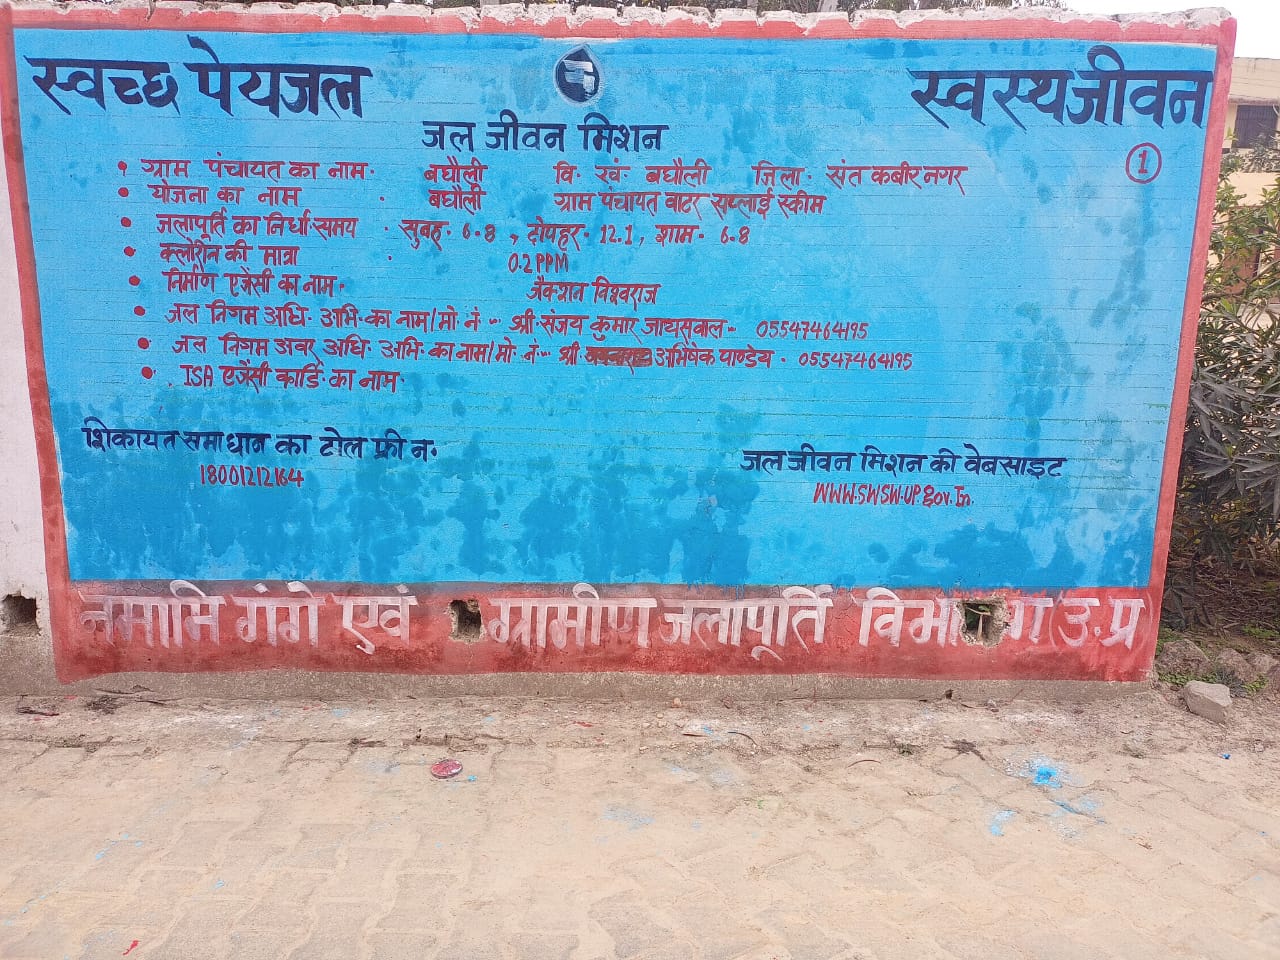 स्वच्छ पेयजल
स्वस्थ जीवन
जल जीवन मिशन
1
• ग्राम पंचायत का नाम. बघौली वि. खं. बघौली जिला. संत कबीर नगर
• योजना का नाम . बघौली ग्राम पंचायत वाटर सप्लाई स्कीम
• जलापूर्ति का निर्धा.समय . सुबह. 6.8 , दोपहर. 12.1, शाम. 6.8
• क्लोरीन की मात्रा . 0.2 PPM
• निर्माण एजेंसी का नाम. जैक्शन विश्वराज
• जल निगम अधि. अभि. का नाम/मो. नं... श्री संजय कुमार जायसवाल- 05547464195
• जल निगम अवर अधि. अभि. का नाम/मो. नं... श्री अभिषेक पाण्डेय. 05547464195
• ISA एजेंसी कार्डि. का नाम.
शिकायत समाधान का टोल फ्री न.
18001212164
जल जीवन मिशन की वेबसाइट
WWW.SWSW.UP.Gov.In.
नमामि गंगे एवं ग्रामीण जलापूर्ति विभाग उ.प्र